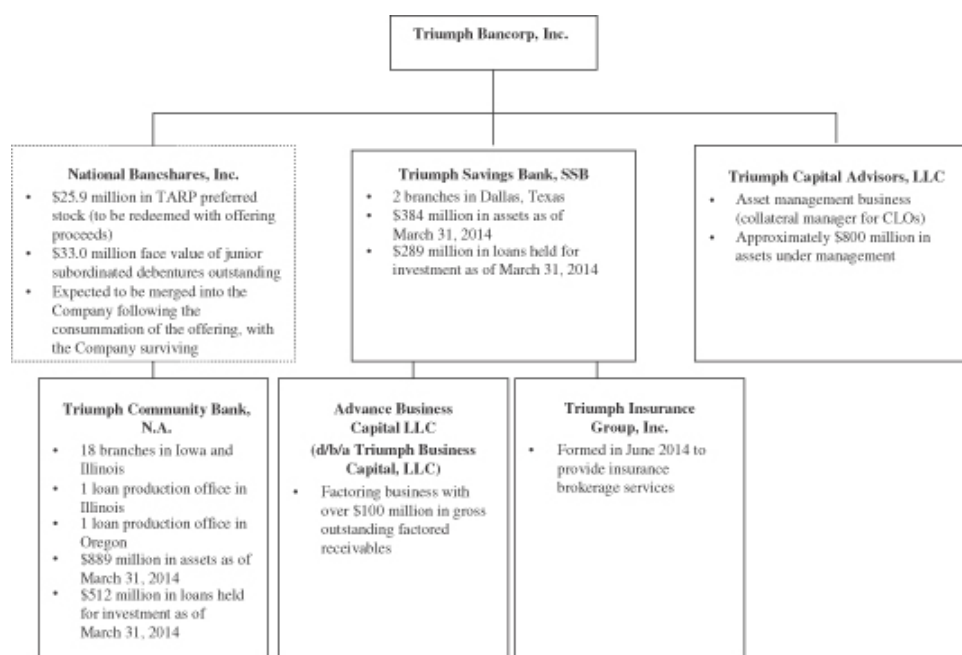 Triumph Bancorp, Inc.
National Bancshares, Inc.
• $25.9 million in TARP preferred
stock (to be redeemed with offering
proceeds)
• $33.0 million face value of junior
subordinated debentures outstanding
• Expected to be merged into the
Company following the
consummation of the offering, with
the Company surviving
Triumph Savings Bank, SSB
• 2 branches in Dallas, Texas
• $384 million in assets as of
March 31, 2014
• $289 million in loans held for
investment as of March 31, 2014
Triumph Capital Advisors, LLC
• Asset management business
(collateral manager for CLOs)
• Approximately $800 million in
assets under management
Triumph Community Bank,
N.A.
• 18 branches in Iowa and
Illinois
• 1 loan production office in
Illinois
• 1 loan production office in
Oregon
• $889 million in assets as of
March 31, 2014
• $512 million in loans held
for investment as of
March 31, 2014
Advance Business
Capital LLC
(d/b/a Triumph Business
Capital, LLC)
• Factoring business with
over $100 million in gross
outstanding factored
receivables
Triumph Insurance
Group, Inc.
• Formed in June 2014 to
provide insurance
brokerage services